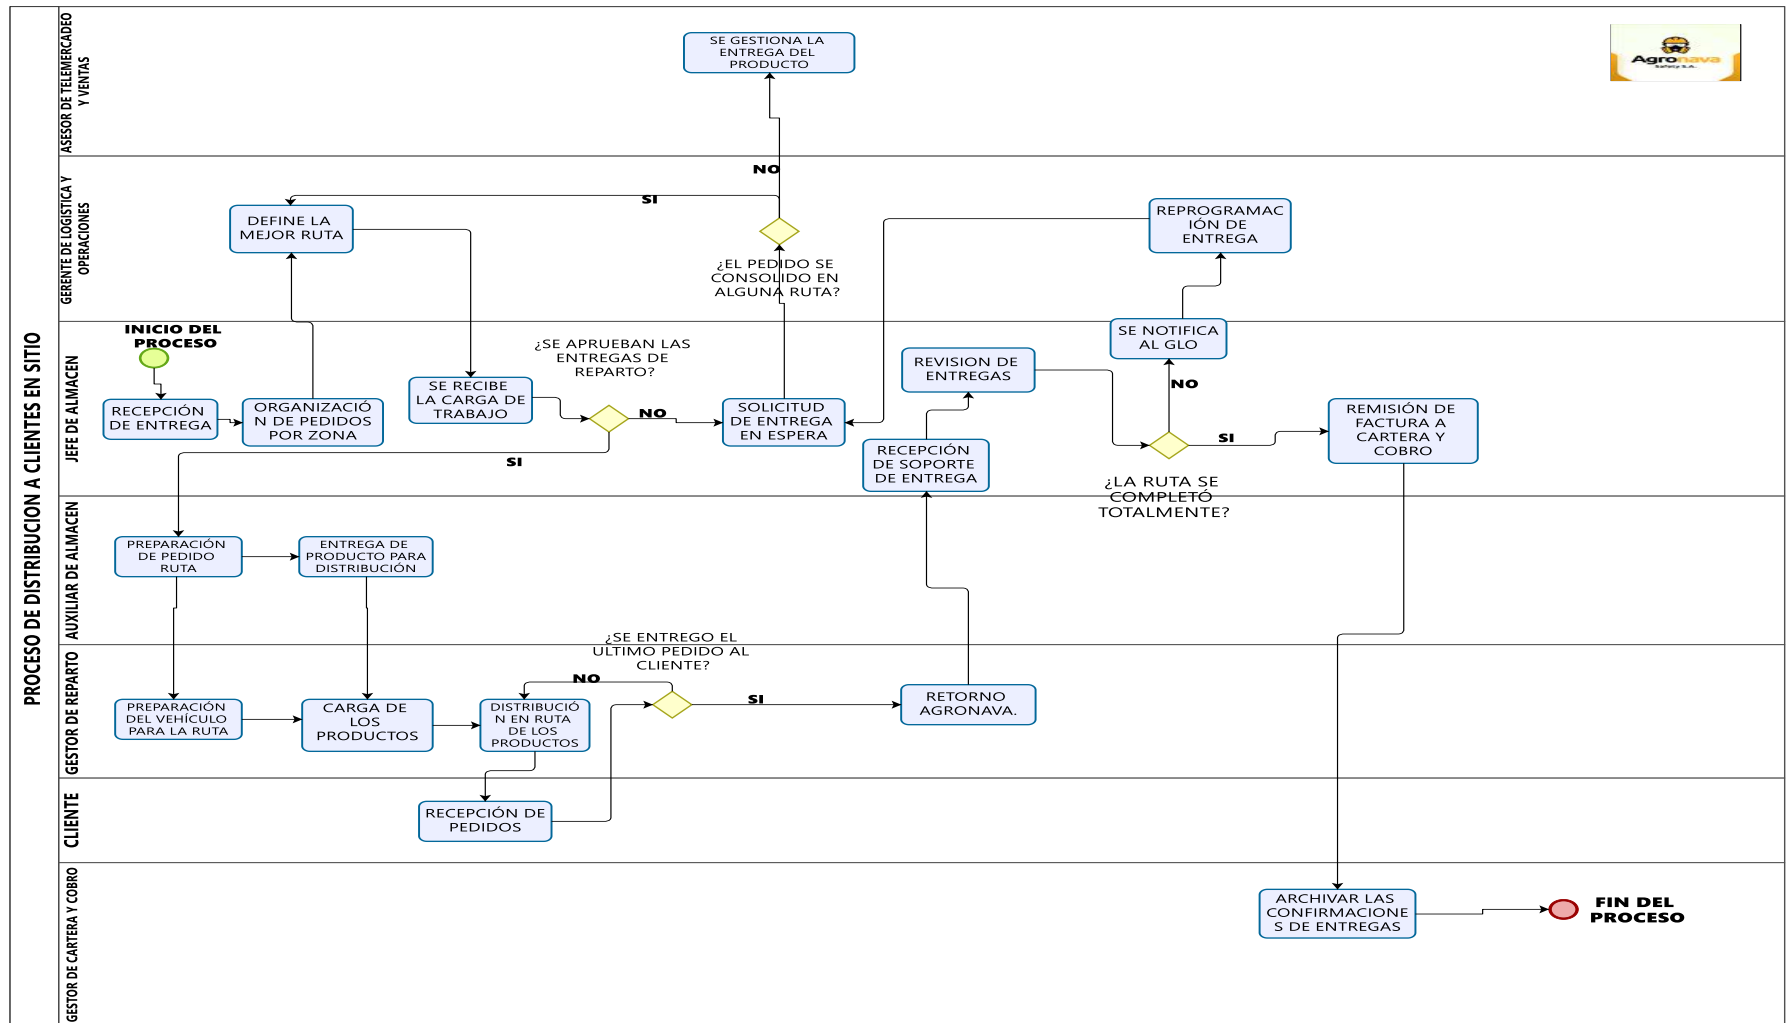 PROCESO DE DISTRIBUCION A CLIENTES EN SITIO
ASESOR DE TELEMERCADEO
Y VENTAS
SE GESTIONA LA
ENTREGA DEL
PRODUCTO
Agronava
Safety S.A.
GERENTE DE LOGISTICA Y
OPERACIONES
NO
SI
DEFINE LA
MEJOR RUTA
¿EL PEDIDO SE
CONSOLIDO EN
ALGUNA RUTA?
REPROGRAMAC
IÓN DE
ENTREGA
JEFE DE ALMACEN
INICIO DEL
PROCESO
RECEPCIÓN
DE ENTREGA
ORGANIZACIÓ
N DE PEDIDOS
POR ZONA
SE RECIBE
LA CARGA DE
TRABAJO
¿SE APRUEBAN LAS
ENTREGAS DE
REPARTO?
NO
SI
SOLICITUD
DE ENTREGA
EN ESPERA
RECEPCIÓN
DE SOPORTE
DE ENTREGA
REVISION DE
ENTREGAS
SE NOTIFICA
AL GLO
NO
SI
¿LA RUTA SE
COMPLETÓ
TOTALMENTE?
REMISIÓN DE
FACTURA A
CARTERA Y
COBRO
AUXILIAR DE ALMACEN
PREPARACIÓN
DE PEDIDO
RUTA
ENTREGA DE
PRODUCTO PARA
DISTRIBUCIÓN
GESTOR DE REPARTO
PREPARACIÓN
DEL VEHÍCULO
PARA LA RUTA
CARGA DE
LOS
PRODUCTOS
DISTRIBUCIÓ
N EN RUTA
DE LOS
PRODUCTOS
¿SE ENTREGO EL
ULTIMO PEDIDO AL
CLIENTE?
NO
SI
RETORNO
AGRONAVA.
CLIENTE
RECEPCIÓN DE
PEDIDOS
GESTOR DE CARTERA Y COBRO
ARCHIVAR LAS
CONFIRMACIONE
S DE ENTREGAS
FIN DEL
PROCESO